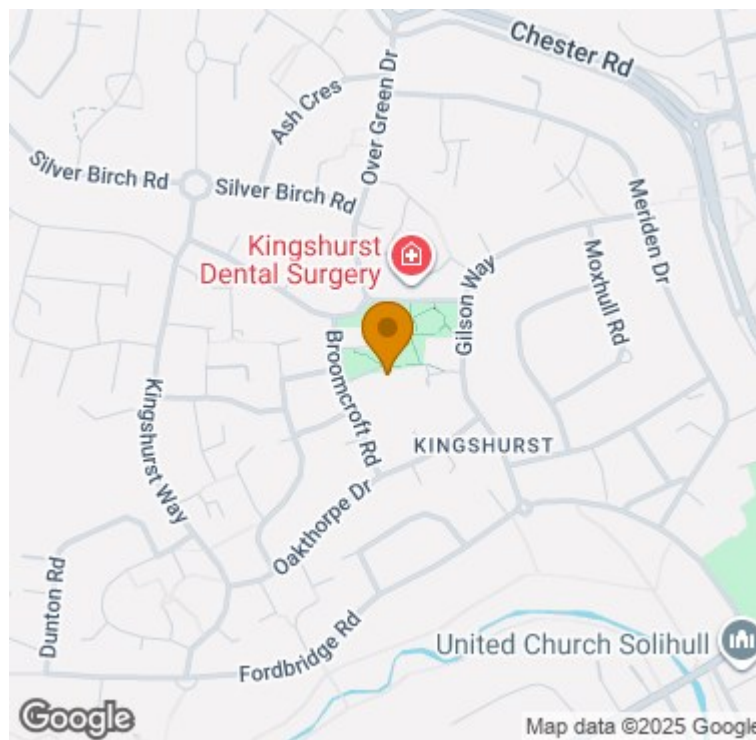 Chester Rd
Over Green Dr
Ash Cres
Silver Birch Rd
Silver Birch Rd
Meriden Dr
Kingshurst
Dental Surgery
Gilson Way
Moxhull Rd
Broomcroft Rd
Kingshurst Way
KINGSHURST
Oakthorpe Dr
Dunton Rd
Fordbridge Rd
United Church Solihull
Google
Map data ©2025 Google